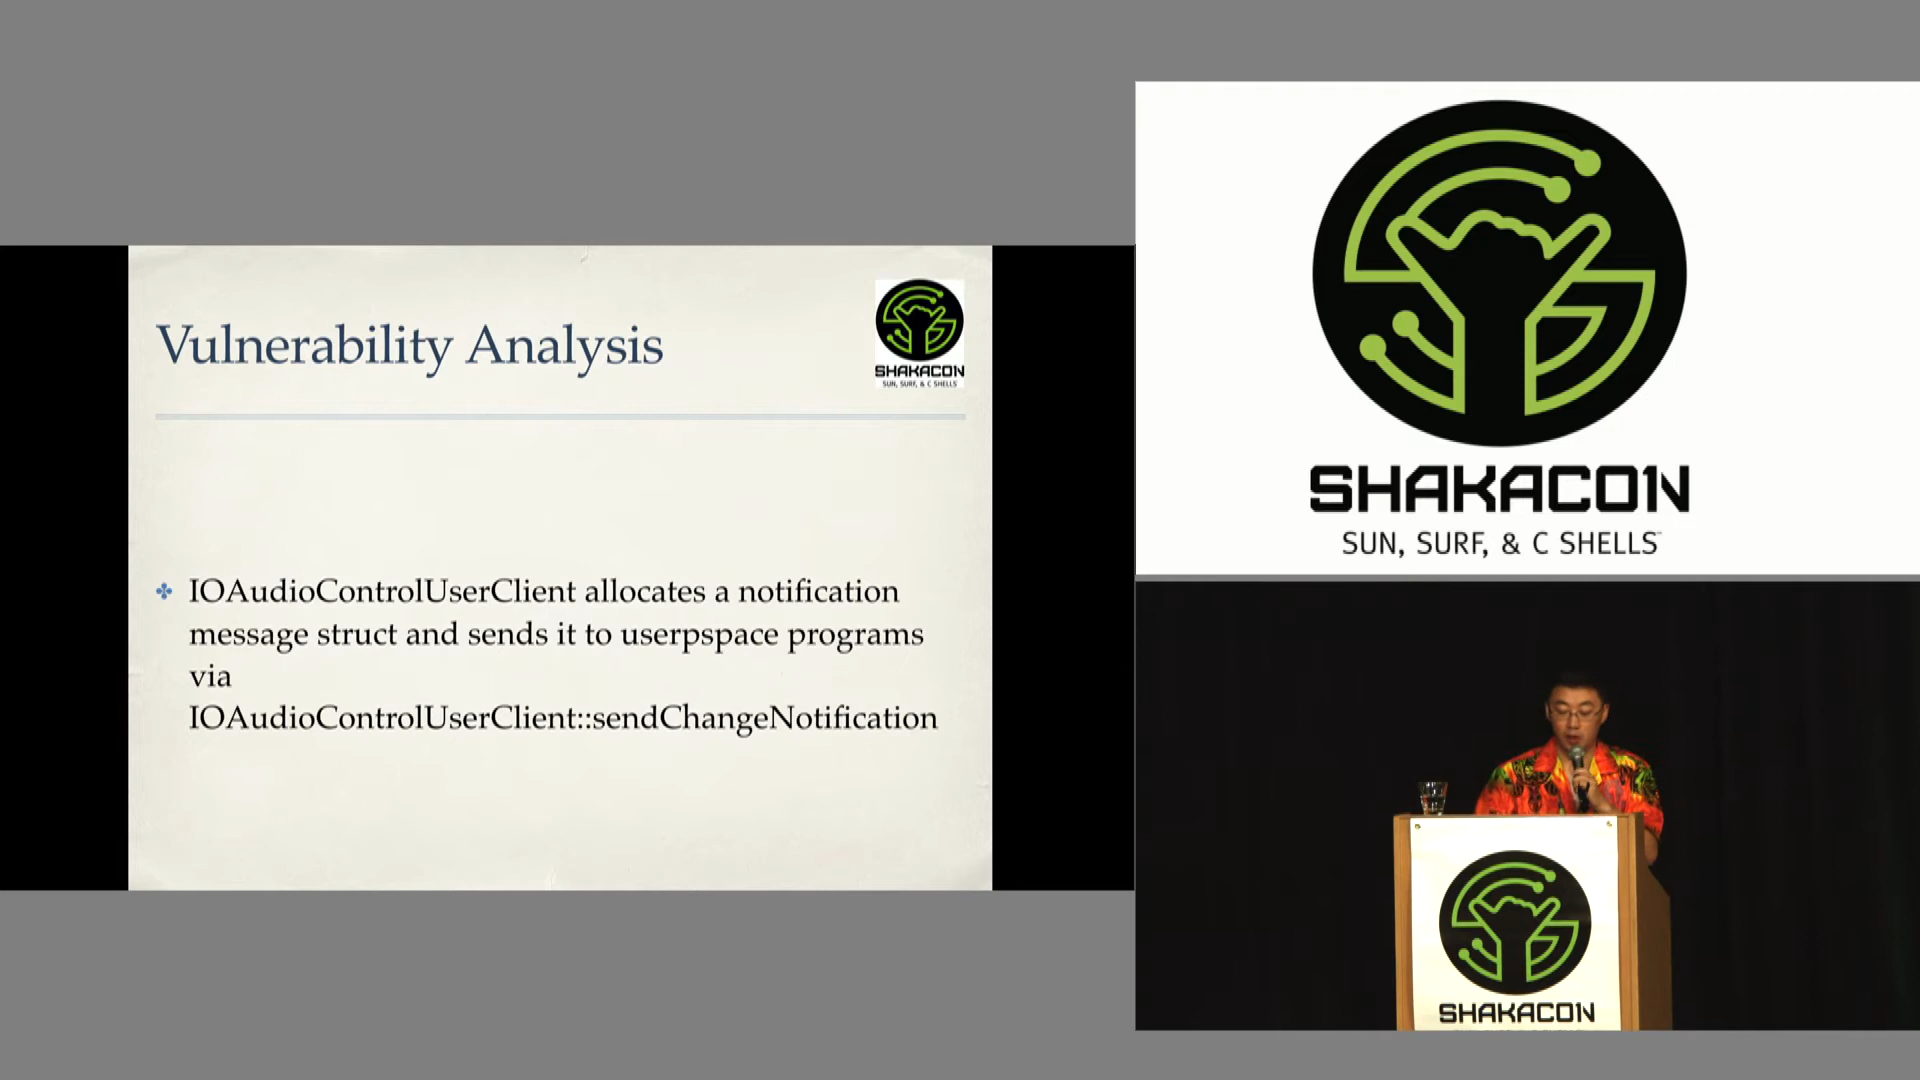 Vulnerability Analysis
SHAKACON
SUN, SURF, & C SHELLS
❖ IOAudioControlUserClient allocates a notification
message struct and sends it to userpspace programs
via
IOAudioControlUserClient::sendChangeNotification
SHAKACON
SUN, SURF, & C SHELLS™
SHAKACON